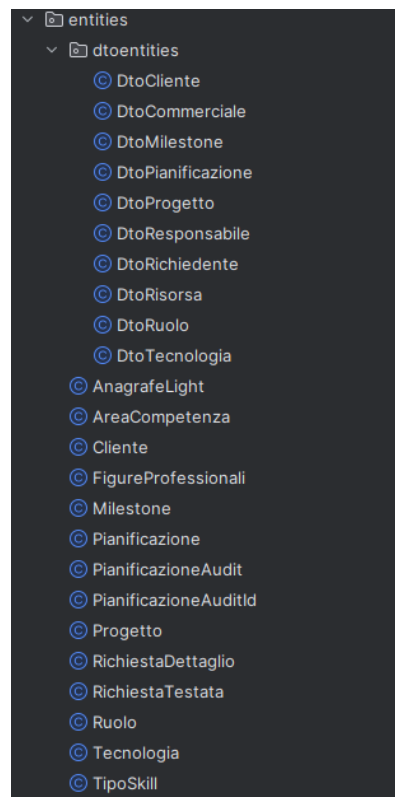 entities
dtoentities
DtoCliente
DtoCommerciale
DtoMilestone
DtoPianificazione
DtoProgetto
DtoResponsabile
DtoRichiedente
DtoRisorsa
DtoRuolo
DtoTecnologia
AnagrafeLight
AreaCompetenza
Cliente
FigureProfessionali
Milestone
Pianificazione
PianificazioneAudit
PianificazioneAuditId
Progetto
RichiestaDettaglio
RichiestaTestata
Ruolo
Tecnologia
TipoSkill